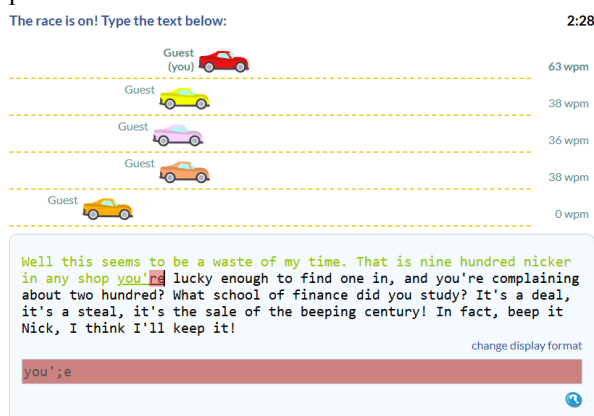 The race is on! Type the text below:
2:28
Guest
(you)
63 wpm
Guest
38 wpm
Guest
36 wpm
Guest
38 wpm
Guest
0 wpm
Well this seems to be a waste of my time. That is nine hundred nicker
in any shop you're lucky enough to find one in, and you're complaining
about two hundred? What school of finance did you study? It's a deal,
it's a steal, it's the sale of the beeping century! In fact, beep it
Nick, I think I'll keep it!
change display format
you';e